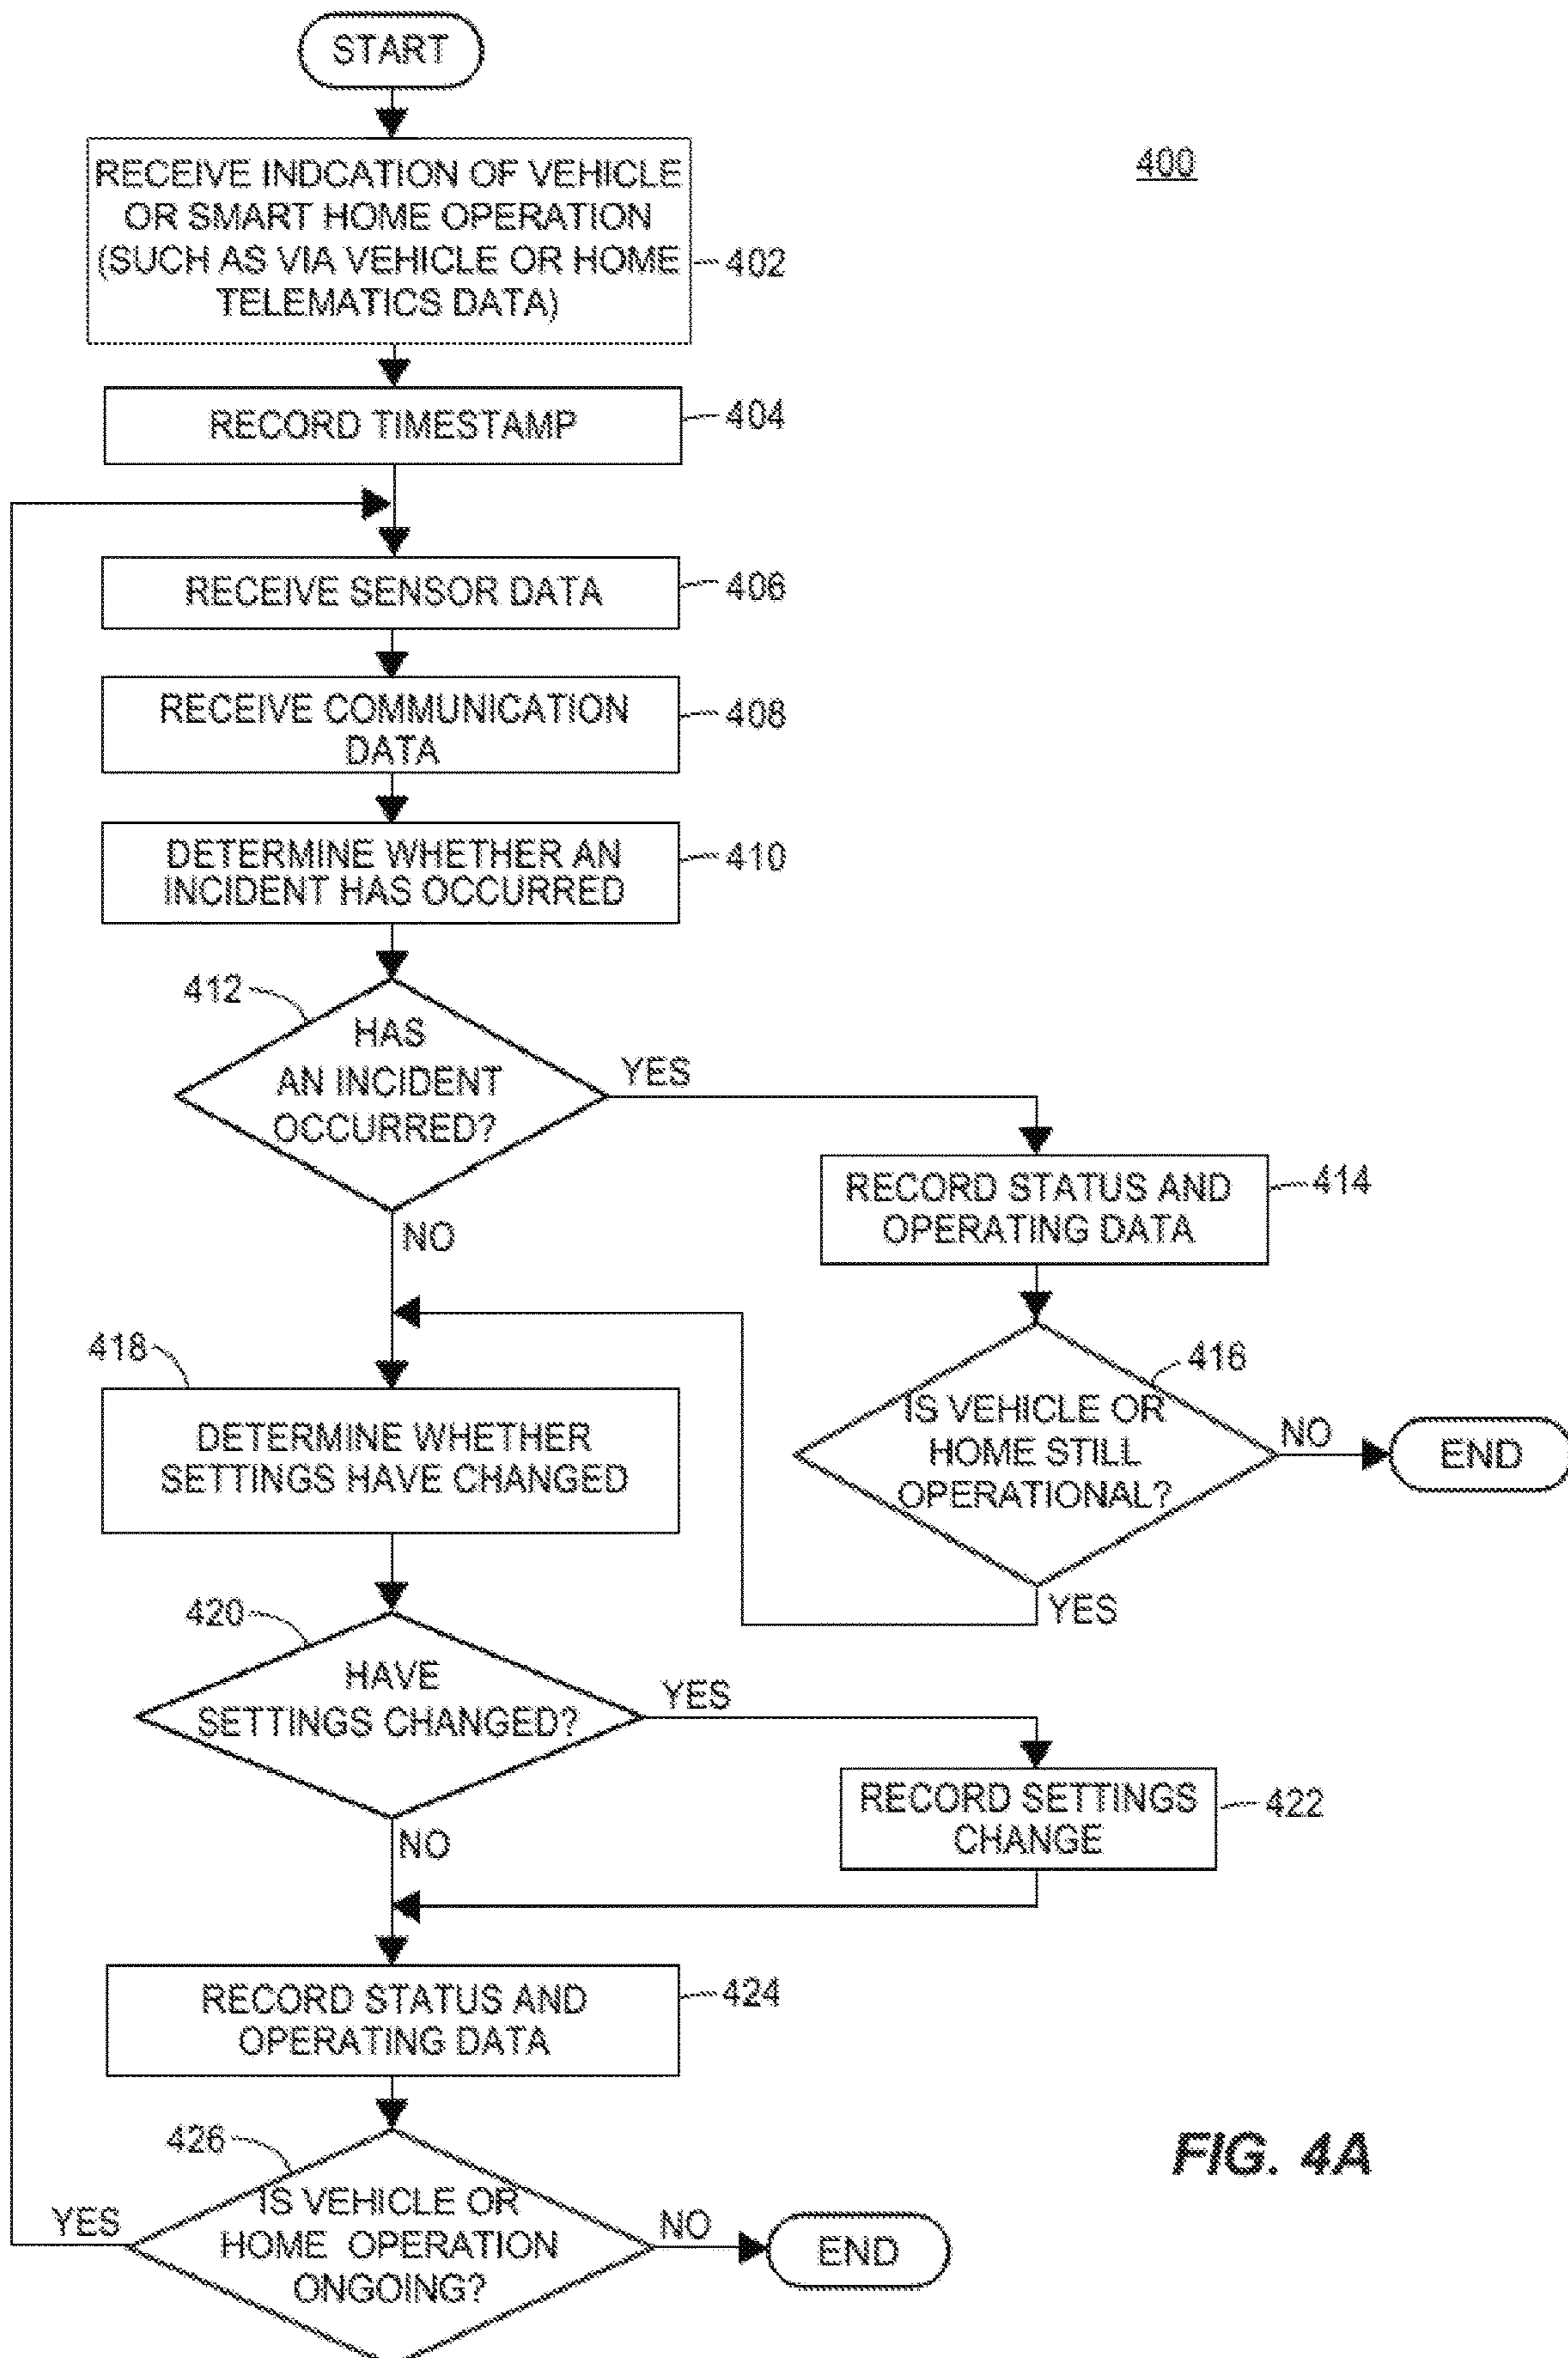 START
RECEIVE INDCATION OF VEHICLE
OR SMART HOME OPERATION
(SUCH AS VIA VEHICLE OR HOME
TELEMATICS DATA)
402
400
RECORD TIMESTAMP
404
RECEIVE SENSOR DATA
406
RECEIVE COMMUNICATION
DATA
408
DETERMINE WHETHER AN
INCIDENT HAS OCCURRED
410
412
HAS
AN INCIDENT
OCCURRED?
YES
NO
RECORD STATUS AND
OPERATING DATA
414
416
IS VEHICLE OR
HOME STILL
OPERATIONAL?
NO
END
YES
418
DETERMINE WHETHER
SETTINGS HAVE CHANGED
420
HAVE
SETTINGS CHANGED?
YES
NO
RECORD SETTINGS
CHANGE
422
RECORD STATUS AND
OPERATING DATA
424
426
IS VEHICLE OR
HOME OPERATION
ONGOING?
YES
NO
END
FIG. 4A